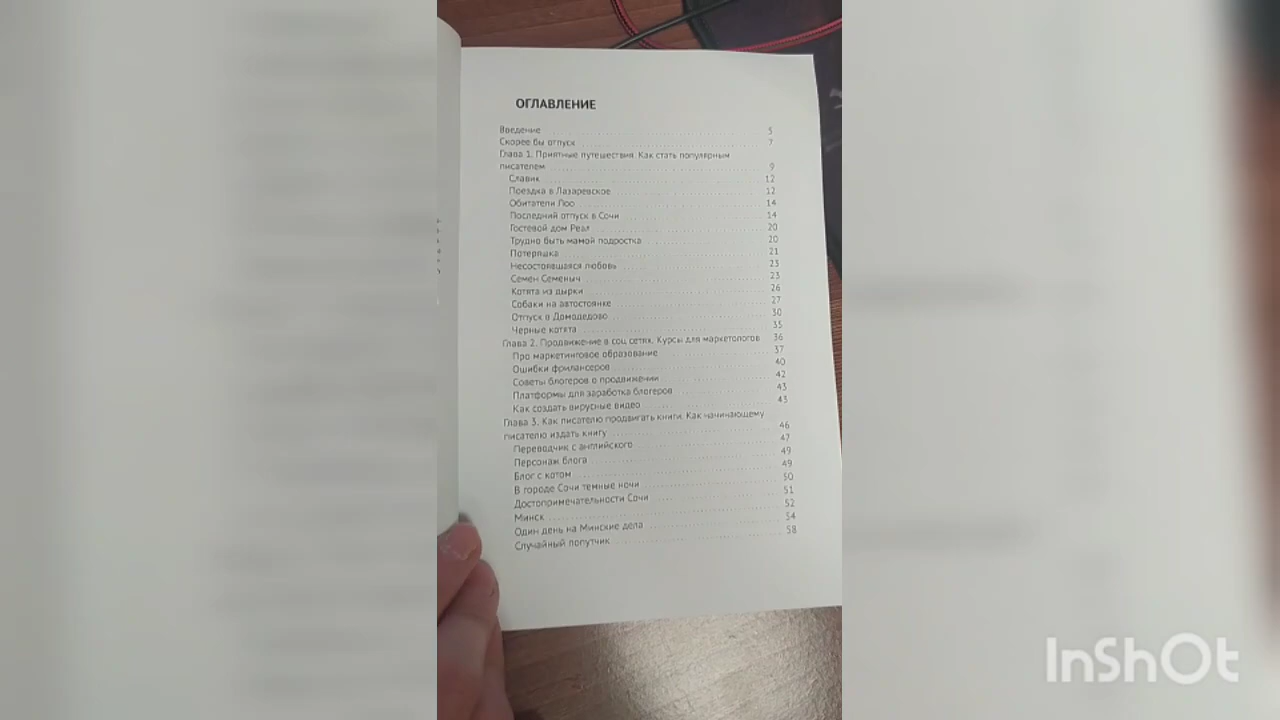 ОГЛАВЛЕНИЕ
Введение 5
Скорее бы отпуск 7
Глава 1. Приятные путешествия. Как стать популярным
писателем 9
Славик 12
Поездка в Лазаревское 12
Обитатели Лоо 14
Последний отпуск в Сочи 14
Гостевой дом Реал 20
Трудно быть мамой подростка 20
Потеряшка 21
Несостоявшаяся любовь 23
Семен Семеныч 23
Котята из дырки 26
Собаки на автостоянке 27
Отпуск в Домодедово 30
Черные котята 35
Глава 2. Продвижение в соц сетях. Курсы для маркетологов 36
Про маркетинговое образование 37
Ошибки фрилансеров 40
Советы блогеров о продвижении 42
Платформы для заработка блогеров 43
Как создать вирусные видео 43
Глава 3. Как писателю продвигать книги. Как начинающему
писателю издать книгу 46
Переводчик с английского 47
Персонаж блога 49
Блог с котом 49
В городе Сочи темные ночи 50
Достопримечательности Сочи 51
Минск 52
Один день на Минские дела 54
Случайный попутчик 58
InShOt